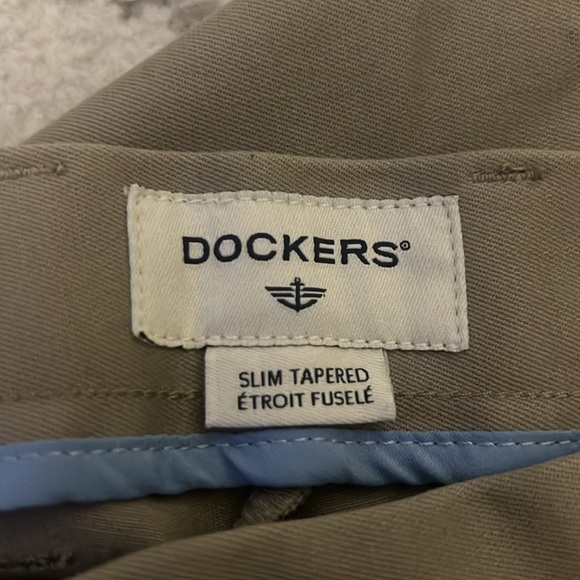 DOCKERS®
SLIM TAPERED
ÉTROIT FUSELÉ